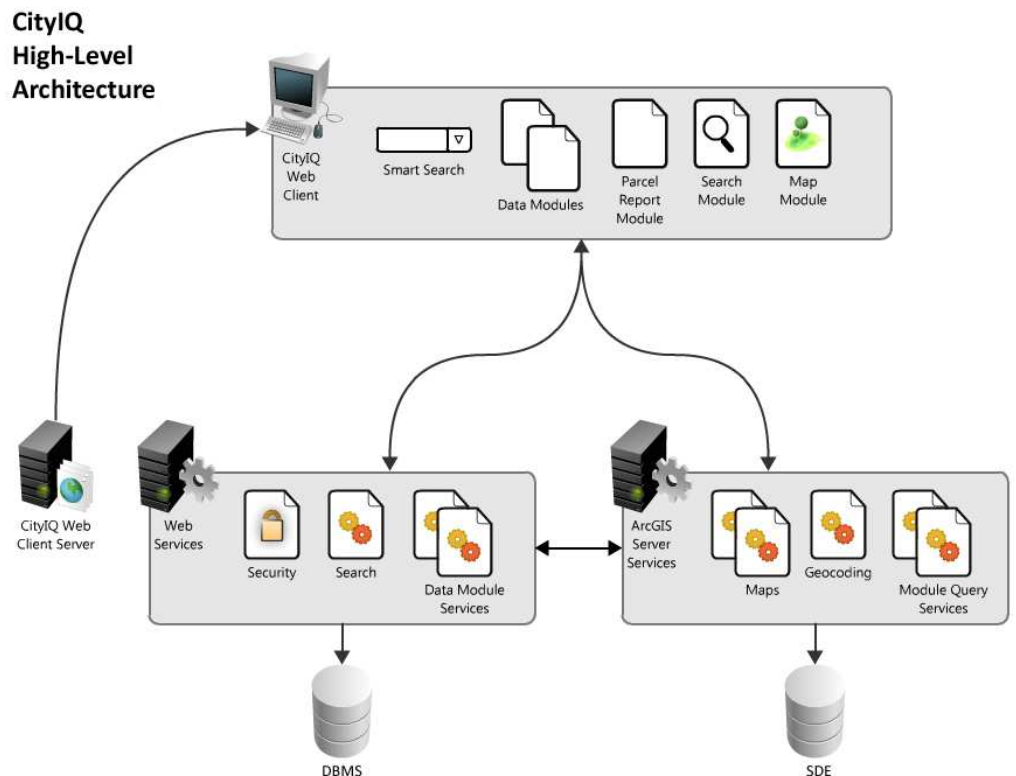 CityIQ
High-Level
Architecture
CityIQ
Web
Client
Smart Search
Data Modules
Parcel
Report
Module
Search
Module
Map
Module
CityIQ Web
Client Server
Web
Services
Security
Search
Data Module
Services
ArcGIS
Server
Services
Maps
Geocoding
Module Query
Services
DBMS
SDE